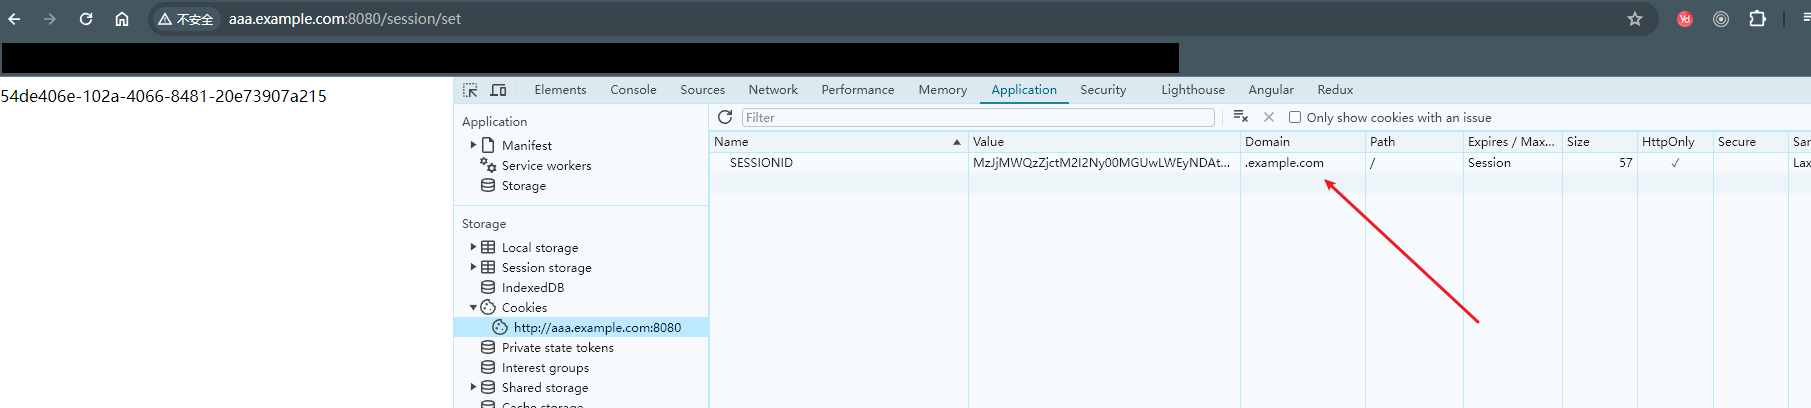 不安全 aaa.example.com:8080/session/set
54de406e-102a-4066-8481-20e73907a215
Elements Console Sources Network Performance Memory Application Security Lighthouse Angular Redux
Application
Manifest
Service workers
Storage
Storage
Local storage
Session storage
IndexedDB
Cookies
http://aaa.example.com:8080
Private state tokens
Interest groups
Shared storage
Cache storage
Filter Only show cookies with an issue
Name Value Domain Path Expires / Max... Size HttpOnly Secure San
SESSIONID MzJjMWQzZjctM2I2Ny00MGUwLWEyNDAt... .example.com / Session 57 ✓ Lax